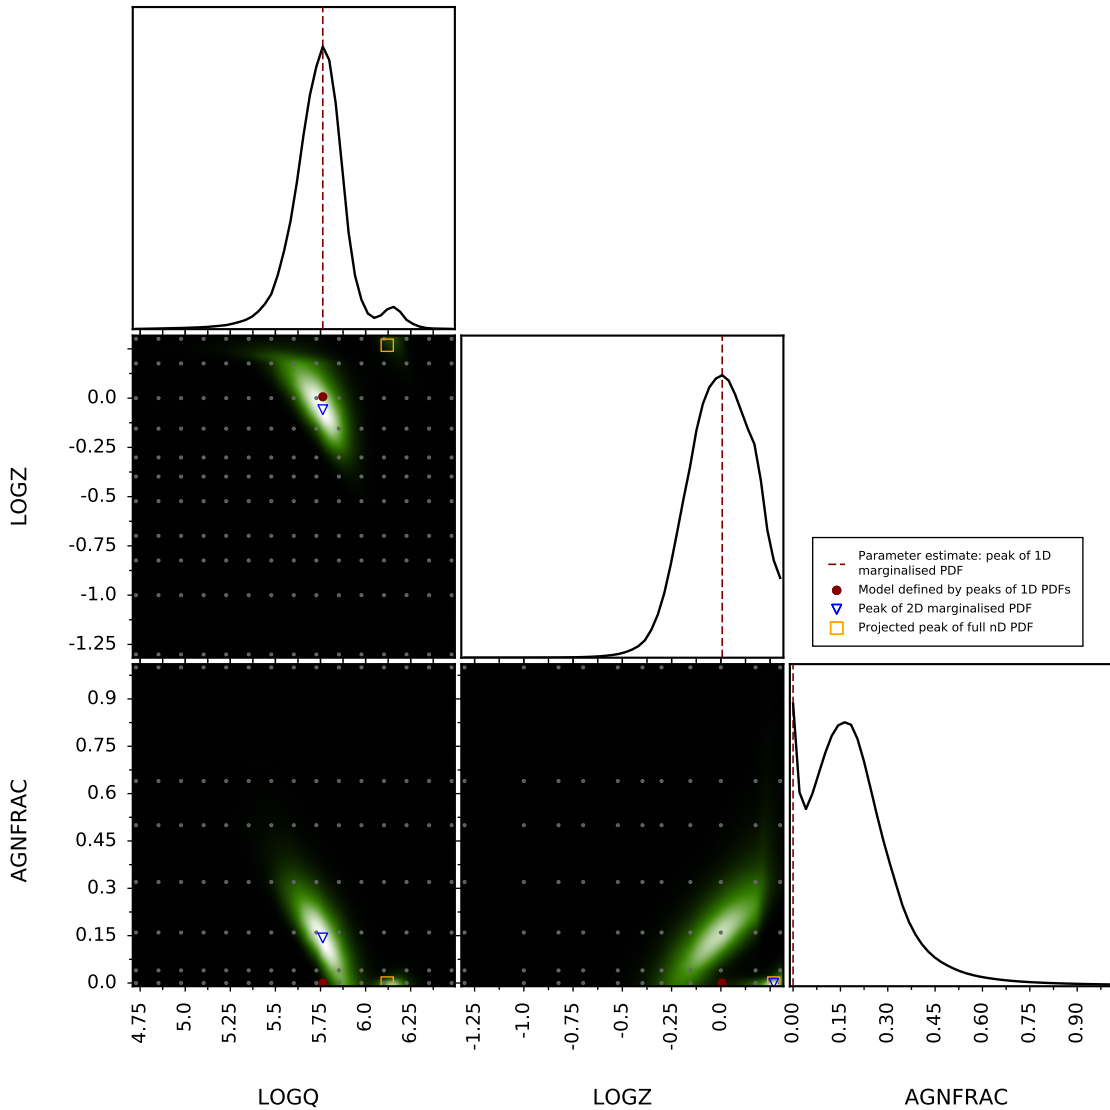 0.0
-0.25
-0.5
-0.75
-1.0
-1.25
LOGZ
Parameter estimate: peak of 1D
marginalised PDF
Model defined by peaks of 1D PDFs
Peak of 2D marginalised PDF
Projected peak of full nD PDF
0.9
0.75
0.6
0.45
0.3
0.15
0.0
AGNFRAC
4.75 5.0 5.25 5.5 5.75 6.0 6.25
-1.25 -1.0 -0.75 -0.5 -0.25 0.0
0.00 0.15 0.30 0.45 0.60 0.75 0.90
LOGQ LOGZ AGNFRAC